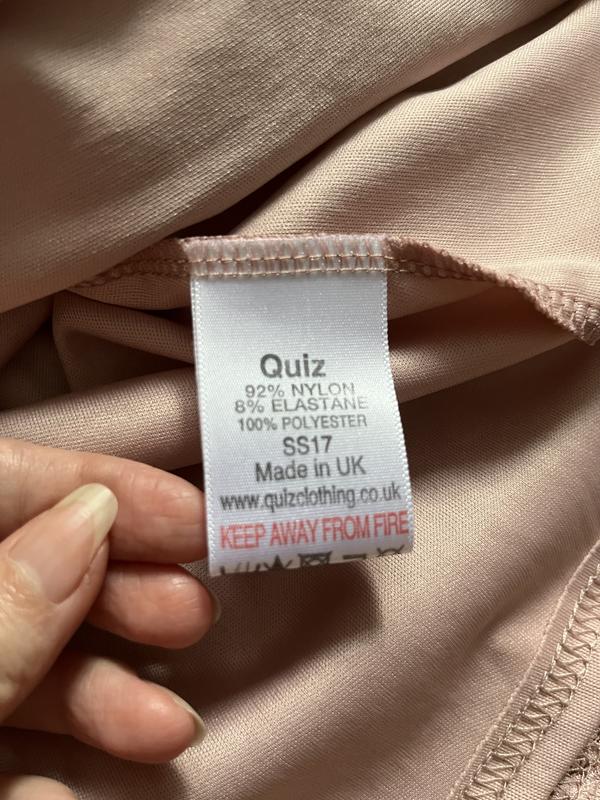 Quiz
92% NYLON
8% ELASTANE
100% POLYESTER
SS17
Made in UK
www.quizclothing.co.uk
KEEP AWAY FROM FIRE